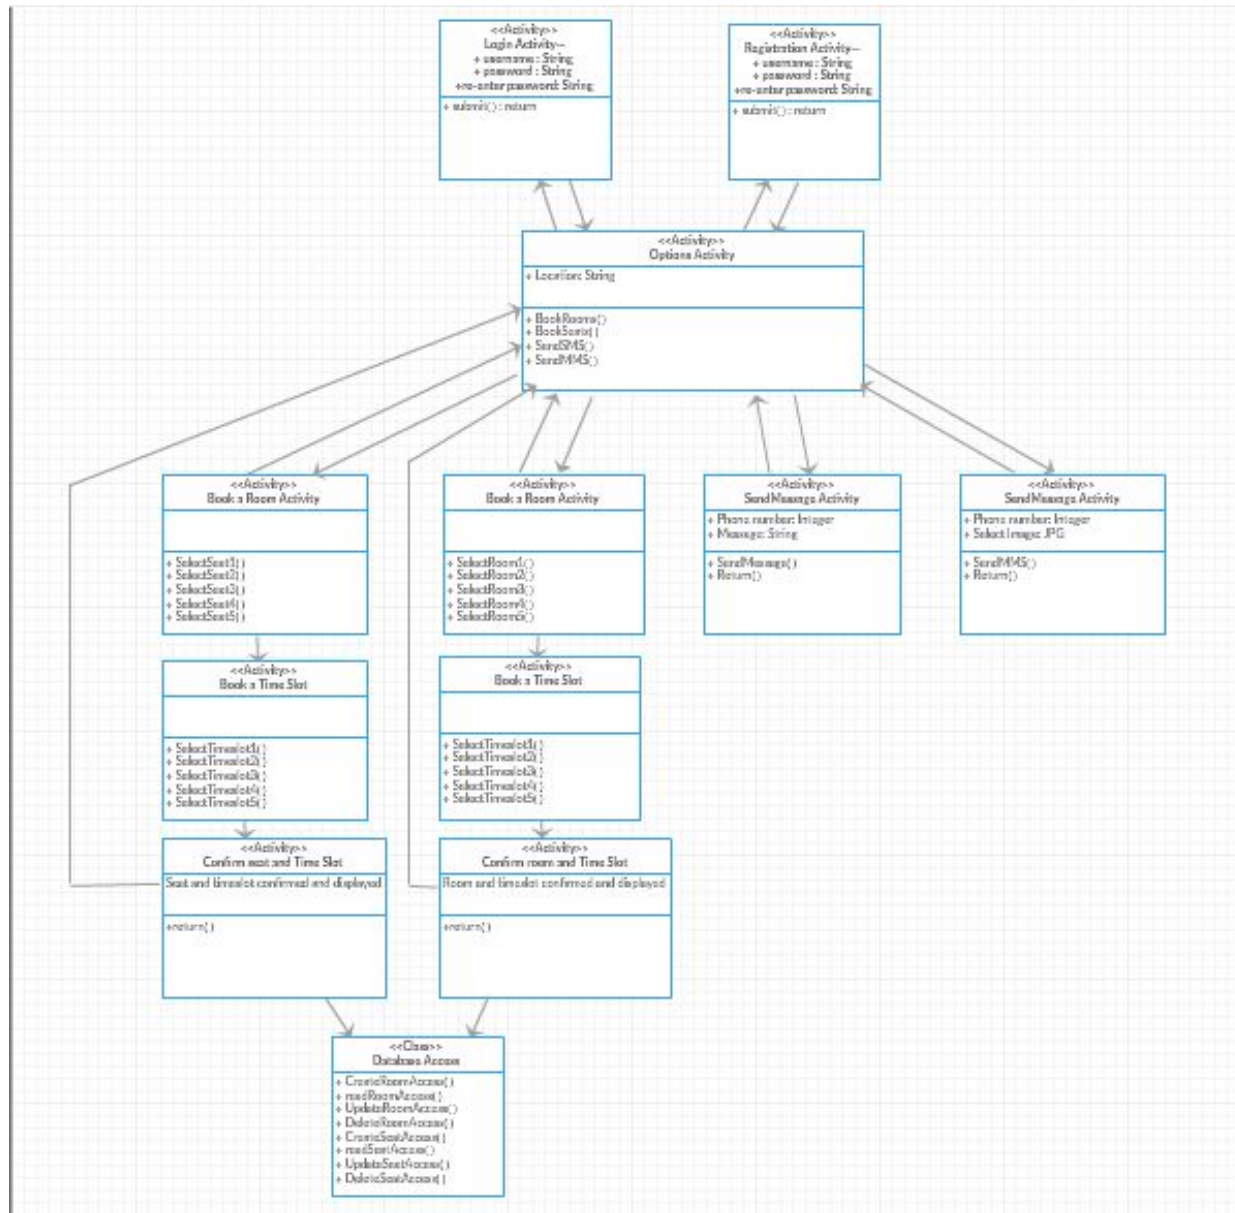 <<Activity>>
Login Activity--
+ username : String
+ password : String
+re-enter password: String
+ submit() : return
<<Activity>>
Registration Activity--
+ username : String
+ password : String
+re-enter password: String
+ submit() : return
<<Activity>>
Options Activity
+ Location: String
+ BookRooms()
+ BookSeats()
+ SendSMS()
+ SendMMS()
<<Activity>>
Book a Room Activity
+ SelectSeat1()
+ SelectSeat2()
+ SelectSeat3()
+ SelectSeat4()
+ SelectSeat5()
<<Activity>>
Book a Room Activity
+ SelectRoom1()
+ SelectRoom2()
+ SelectRoom3()
+ SelectRoom4()
+ SelectRoom5()
<<Activity>>
SendMessage Activity
+ Phone number: Integer
+ Message: String
+ SendMessage()
+ Return()
<<Activity>>
SendMessage Activity
+ Phone number: Integer
+ Select Image: JPG
+ SendMMS()
+ Return()
<<Activity>>
Book a Time Slot
+ SelectTimeslot1()
+ SelectTimeslot2()
+ SelectTimeslot3()
+ SelectTimeslot4()
+ SelectTimeslot5()
<<Activity>>
Book a Time Slot
+ SelectTimeslot1()
+ SelectTimeslot2()
+ SelectTimeslot3()
+ SelectTimeslot4()
+ SelectTimeslot5()
<<Activity>>
Confirm seat and Time Slot
Seat and timeslot confirmed and displayed
+return()
<<Activity>>
Confirm room and Time Slot
Room and timeslot confirmed and displayed
+return()
<<Class>>
Database Access
+ CreateRoomAccess()
+ readRoomAccess()
+ UpdateRoomAccess()
+ DeleteRoomAccess()
+ CreateSeatAccess()
+ readSeatAccess()
+ UpdateSeatAccess()
+ DeleteSeatAccess()